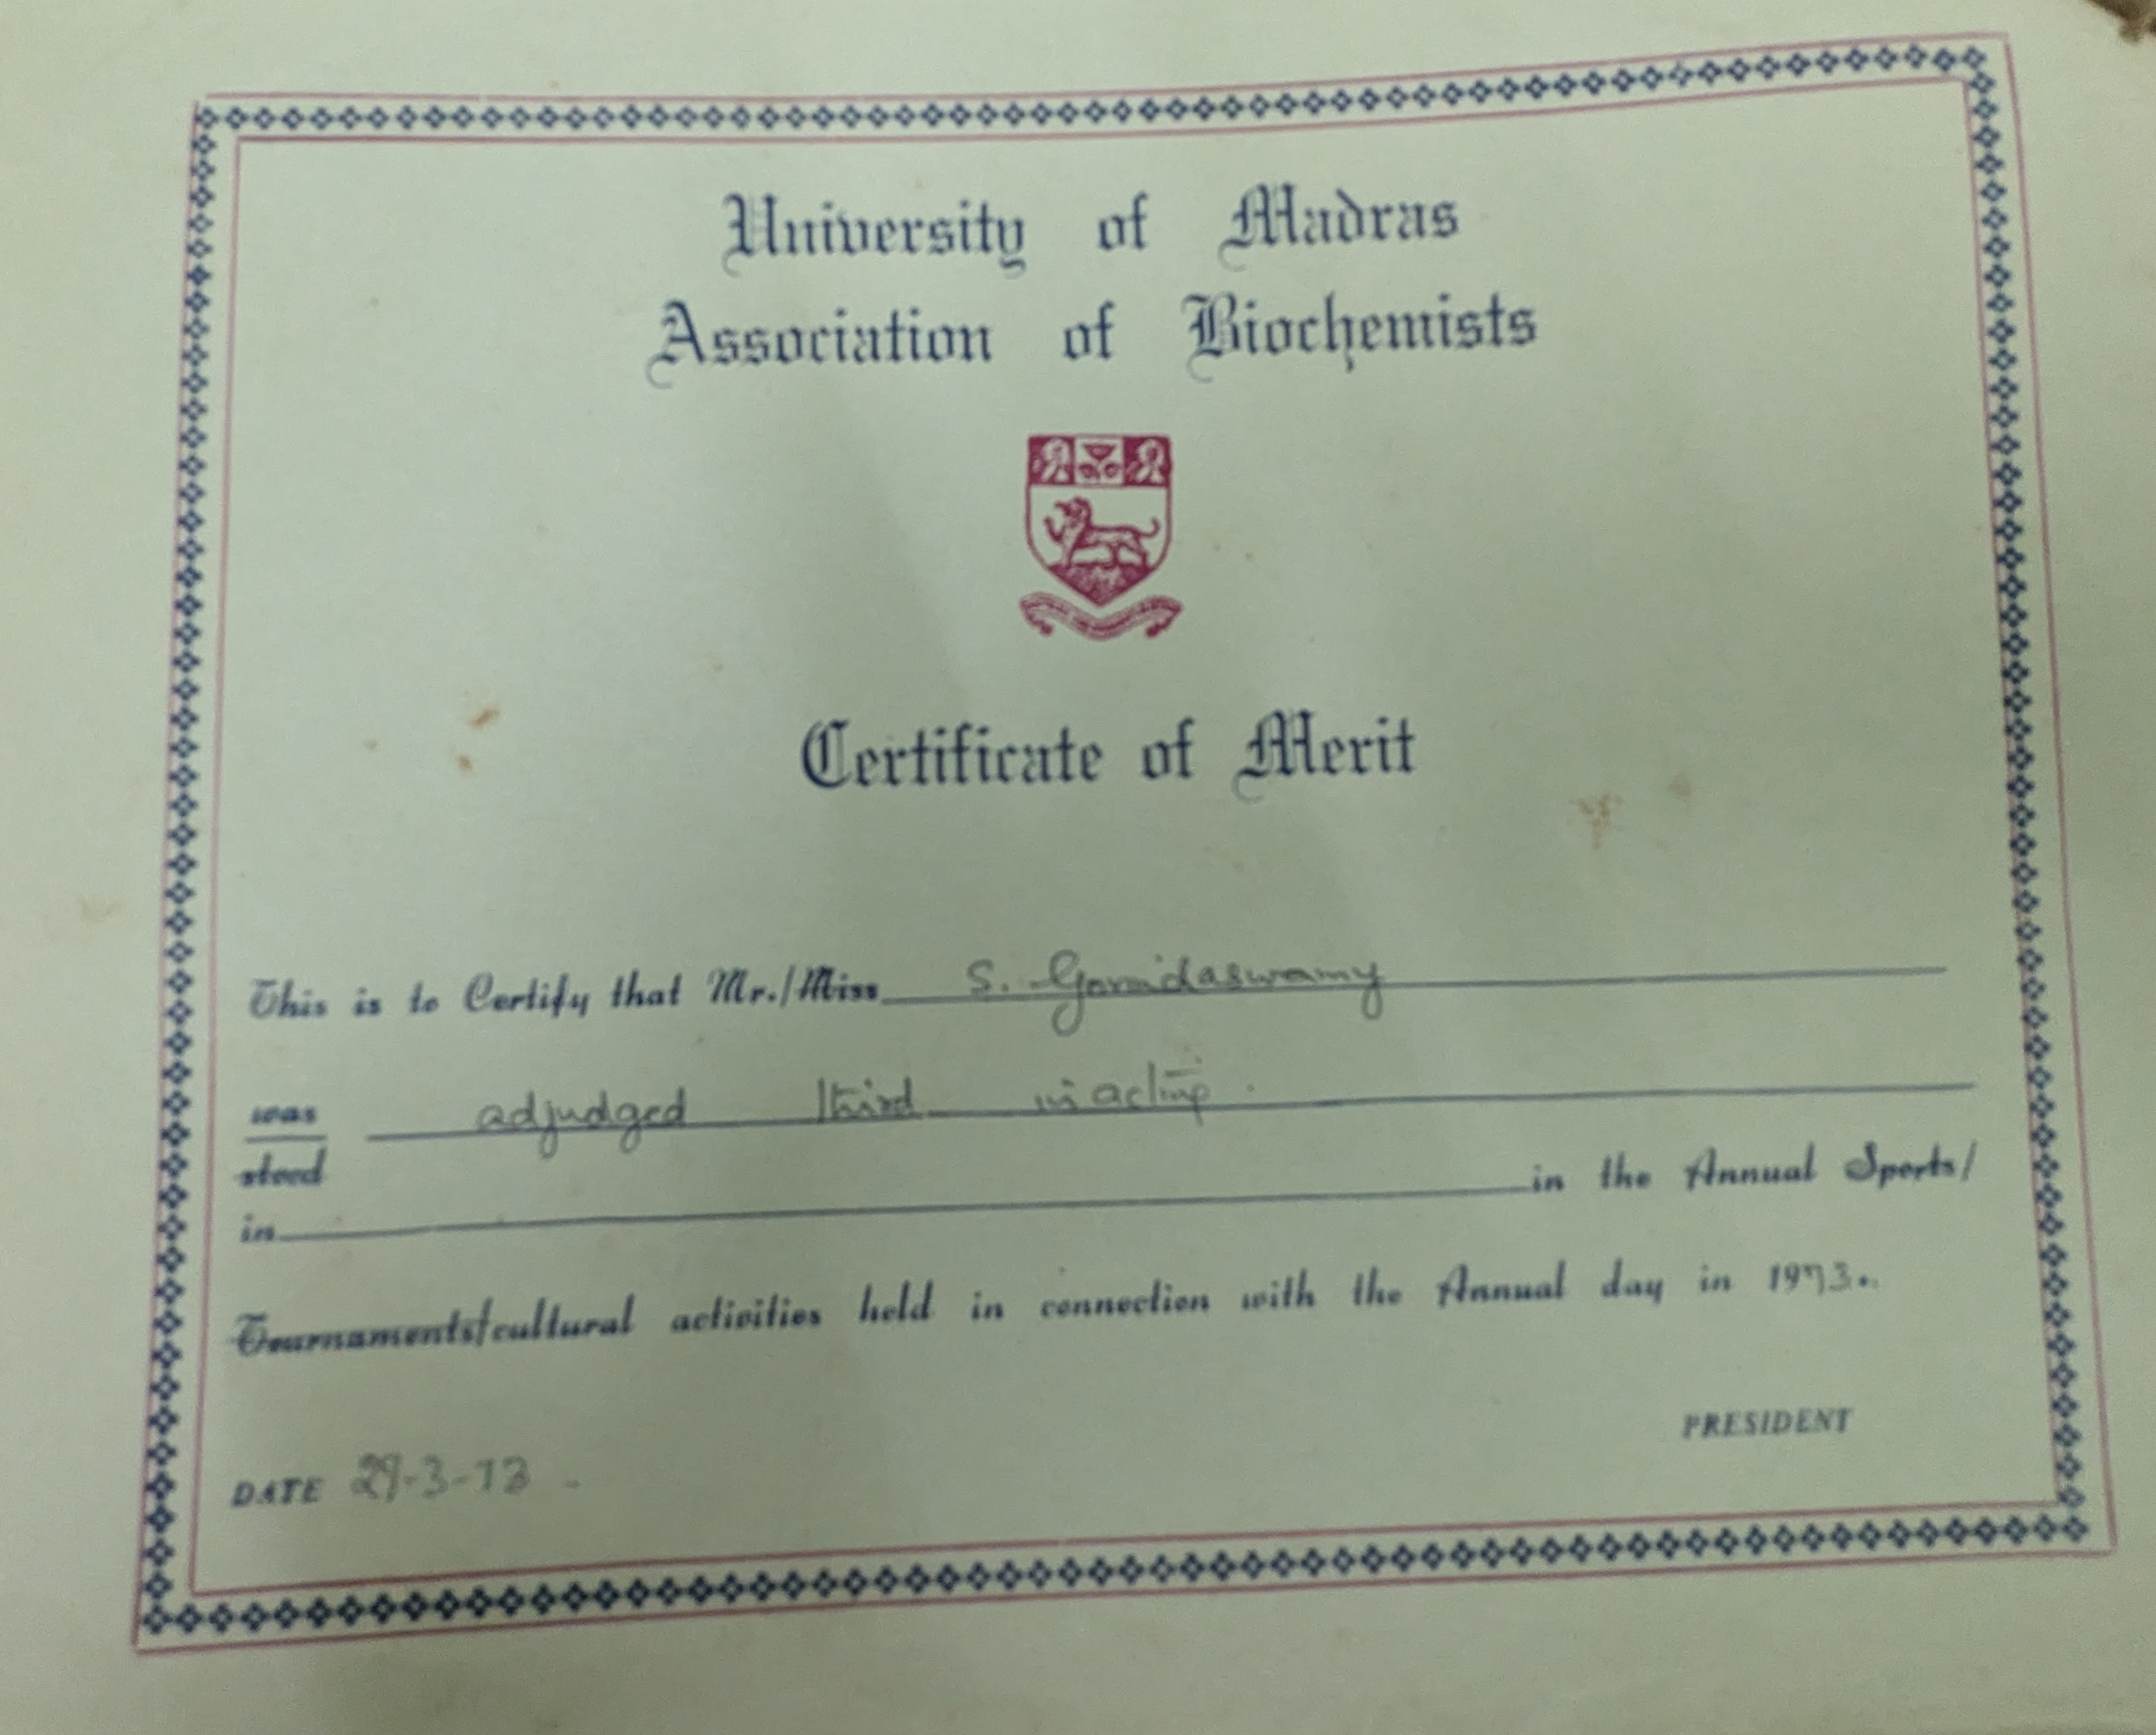 University of Madras
Association of Biochemists
Certificate of Merit
This is to Certify that Mr./Miss S. Govindaswamy
was adjudged third in acting.
stood
in in the Annual Sports/
Tournaments/cultural activities held in connection with the Annual day in 1973.
PRESIDENT
DATE 29-3-73